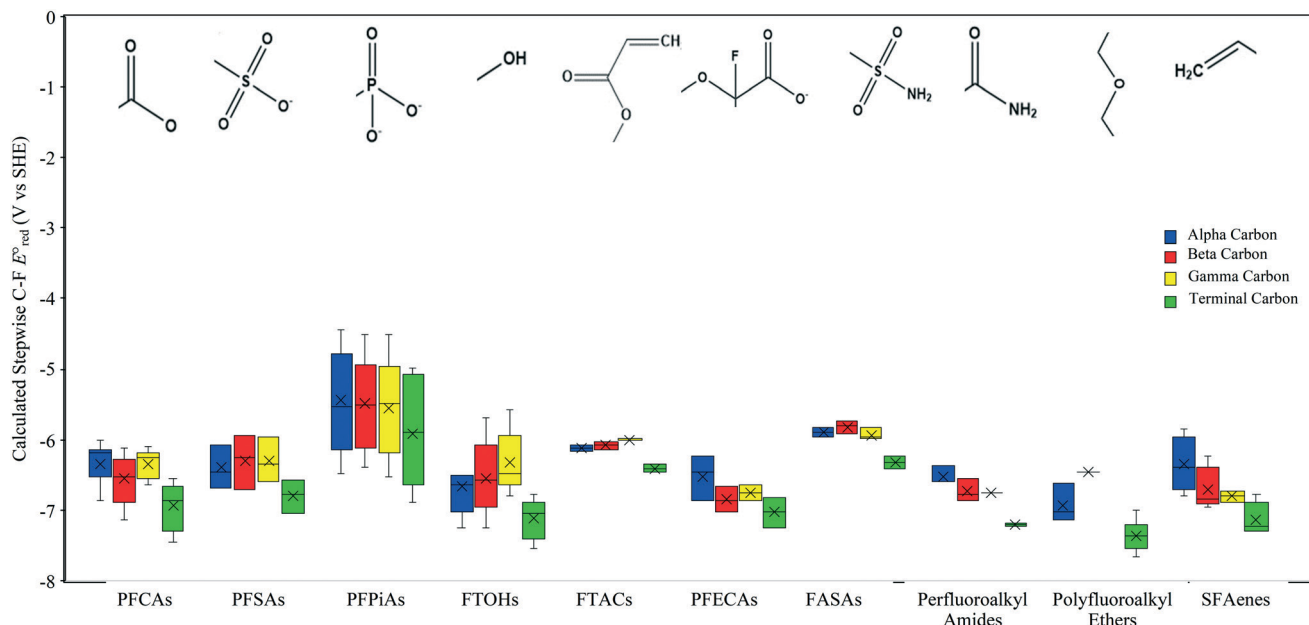 Calculated Stepwise C-F E°red (V vs SHE)
0
-1
-2
-3
-4
-5
-6
-7
-8
O
O
O
S
O⁻
O
O
P
O⁻
O⁻
OH
CH
O
O
F
O
O
O⁻
O
S
NH₂
O
O
NH₂
O
H₂C
Alpha Carbon
Beta Carbon
Gamma Carbon
Terminal Carbon
PFCAs
PFSAs
PFPiAs
FTOHs
FTACs
PFECAs
FASAs
Perfluoroalkyl
Amides
Polyfluoroalkyl
Ethers
SFAenes